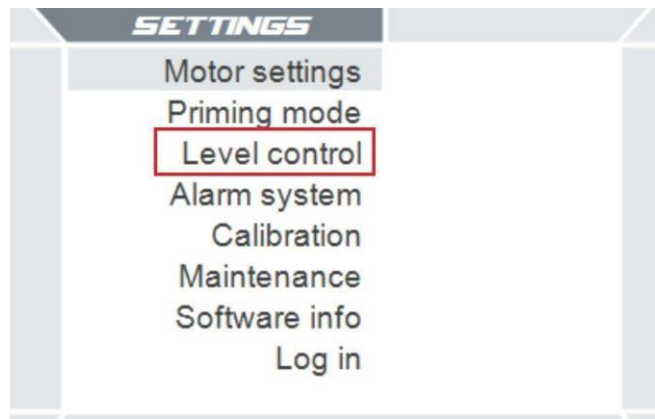 SETTINGS
Motor settings
Priming mode
Level control
Alarm system
Calibration
Maintenance
Software info
Log in